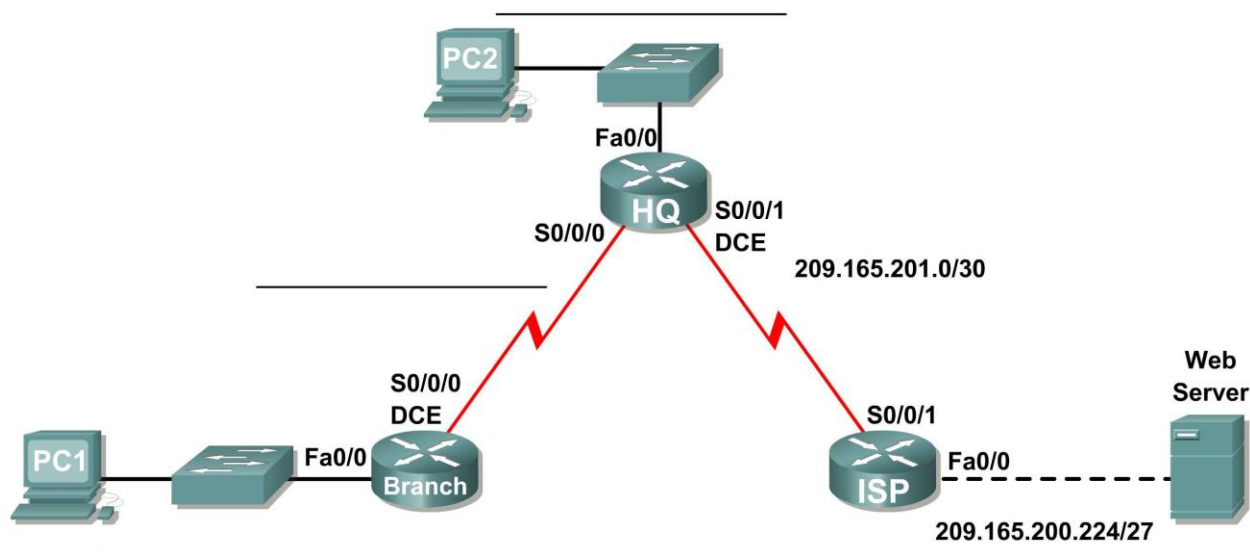 PC2
Fa0/0
HQ
S0/0/1
DCE
S0/0/0
209.165.201.0/30
S0/0/0
DCE
Web
Server
S0/0/1
PC1
Fa0/0
Branch
ISP
Fa0/0
209.165.200.224/27